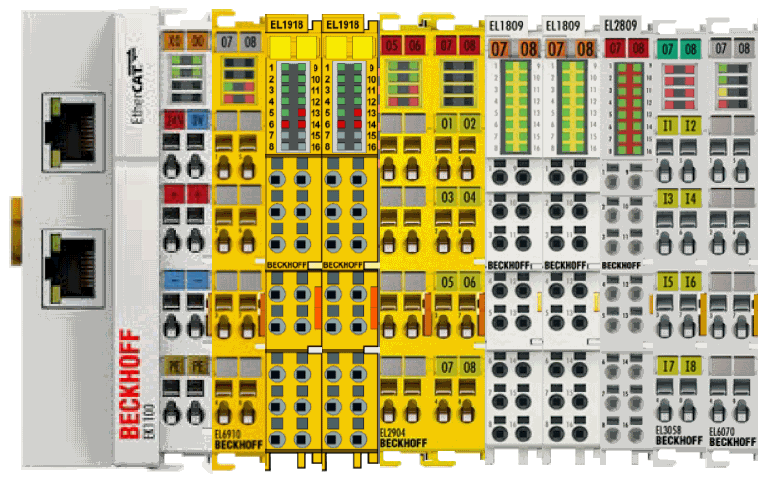 EtherCAT
BECKHOFF
EK1100
24V 0V
+ +
− −
PE PE
07 08
EL6910
BECKHOFF
EL1918
1 9
2 10
3 11
4 12
5 13
6 14
7 15
8 16
BECKHOFF
EL1918
1 9
2 10
3 11
4 12
5 13
6 14
7 15
8 16
BECKHOFF
05 06
07 08
01 02
03 04
05 06
07 08
EL2904
BECKHOFF
EL1809
07 08
BECKHOFF
EL1809
07 08
BECKHOFF
EL2809
07 08
BECKHOFF
07 08
I1 I2
I3 I4
I5 I6
I7 I8
EL3058
BECKHOFF
07 08
EL6070
BECKHOFF